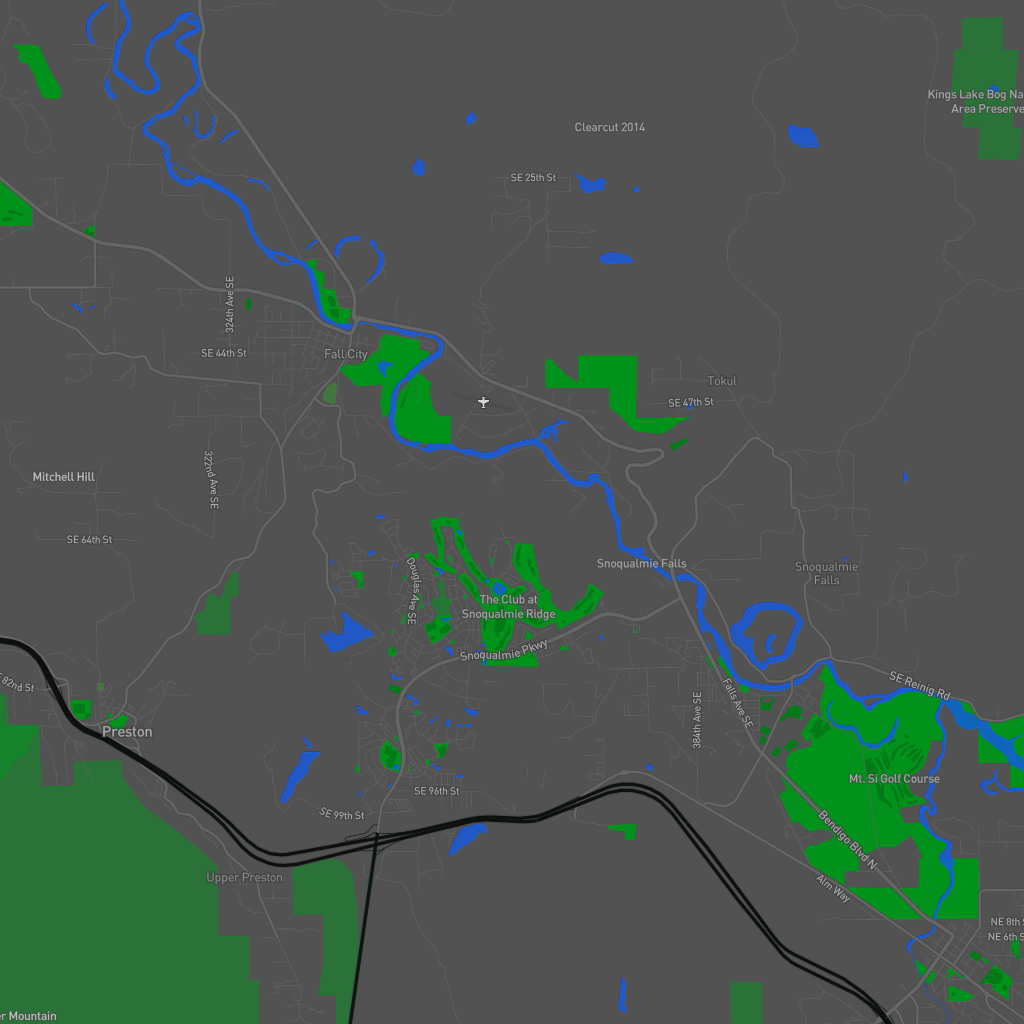 Kings Lake Bog Na
Area Preserve
Clearcut 2014
SE 25th St
324th Ave SE
SE 44th St
Fall City
Tokul
SE 47th St
Mitchell Hill
322nd Ave SE
SE 64th St
Douglas Ave SE
Snoqualmie Falls
Snoqualmie
Falls
The Club at
Snoqualmie Ridge
Snoqualmie Pkwy
82nd St
SE Reinig Rd
Falls Ave SE
384th Ave SE
Preston
Mt. Si Golf Course
SE 96th St
SE 99th St
Bendigo Blvd N
Upper Preston
Alm Way
NE 8th S
NE 6th S
er Mountain